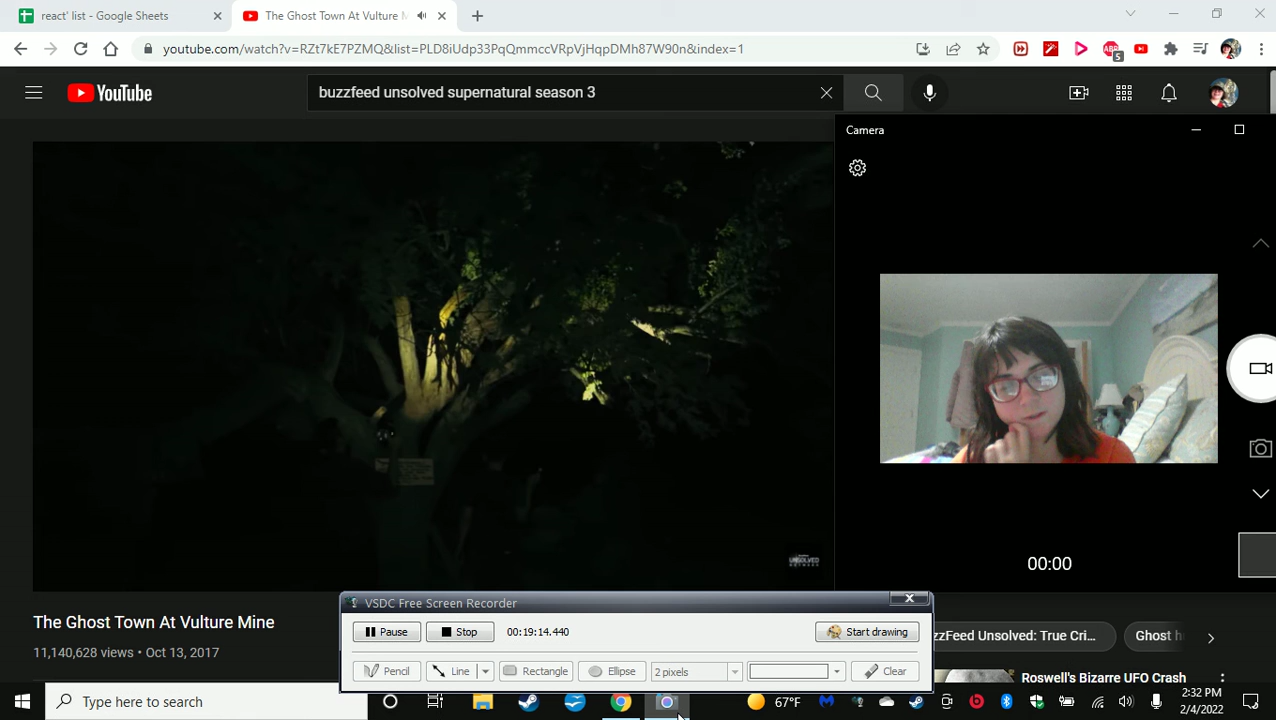 react' list - Google Sheets
The Ghost Town At Vulture M
youtube.com/watch?v=RZt7kE7PZMQ&list=PLD8iUdp33PqQmmccVRpVjHqpDMh87W90n&index=1
5
YouTube
buzzfeed unsolved supernatural season 3
Camera
UNSOLVED
NETWORK
00:00
VSDC Free Screen Recorder
Pause
Stop
00:19:14.440
Start drawing
Pencil
Line
Rectangle
Ellipse
2 pixels
Clear
The Ghost Town At Vulture Mine
11,140,628 views • Oct 13, 2017
zzFeed Unsolved: True Cri...
Ghost h
Roswell's Bizarre UFO Crash
Type here to search
67°F
2:32 PM
2/4/2022